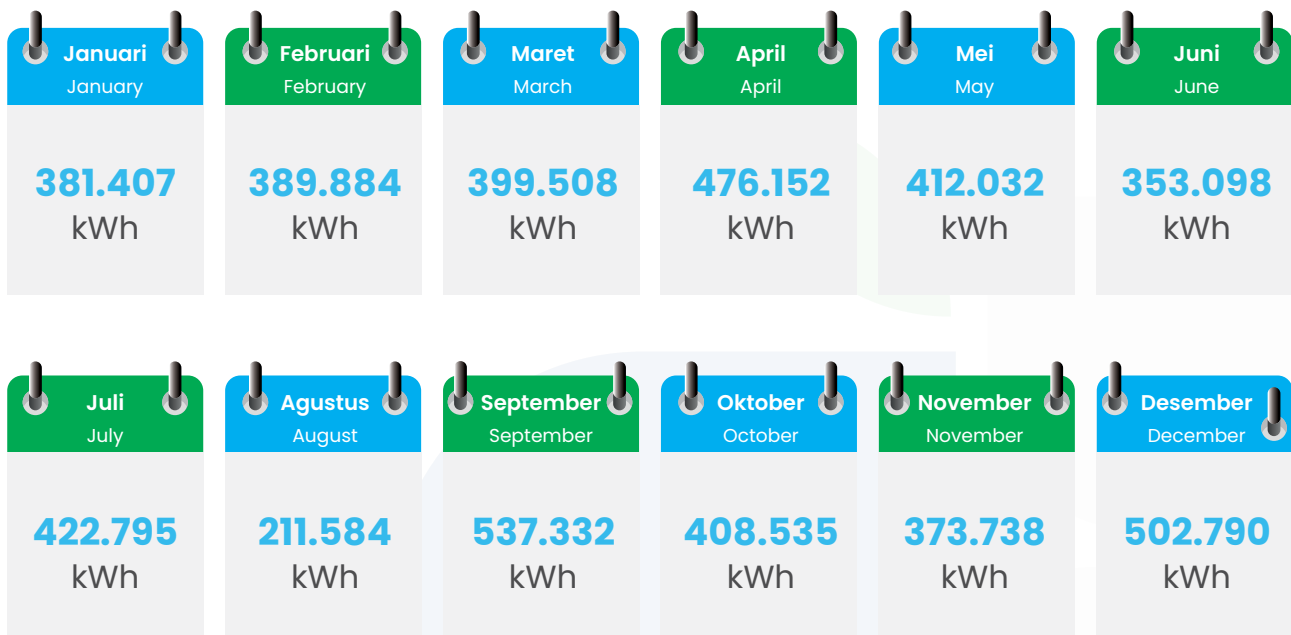 Januari
January
381.407
kWh
Februari
February
389.884
kWh
Maret
March
399.508
kWh
April
April
476.152
kWh
Mei
May
412.032
kWh
Juni
June
353.098
kWh
Juli
July
422.795
kWh
Agustus
August
211.584
kWh
September
September
537.332
kWh
Oktober
October
408.535
kWh
November
November
373.738
kWh
Desember
December
502.790
kWh